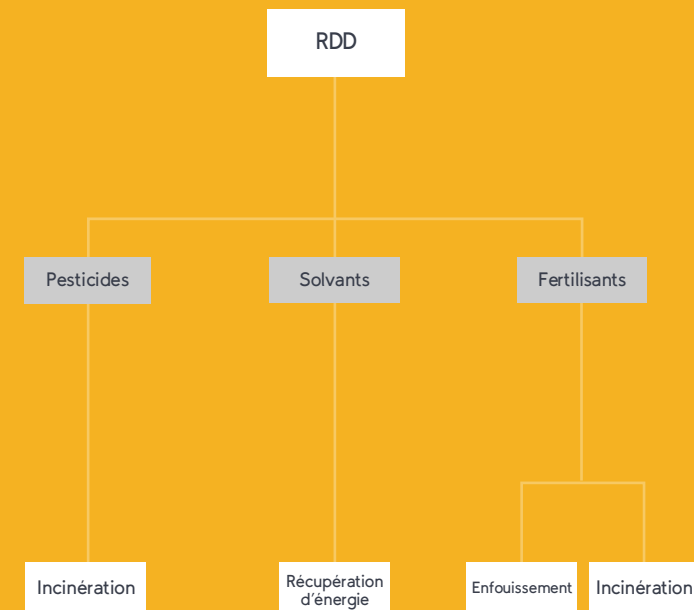 RDD
Pesticides
Solvants
Fertilisants
Incinération
Récupération
d'énergie
Enfouissement
Incinération